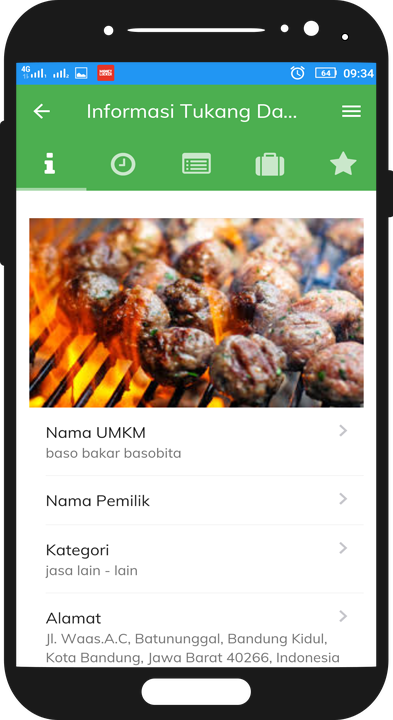 4G
64
09:34
Informasi Tukang Da...
Nama UMKM
baso bakar basobita
Nama Pemilik
Kategori
jasa lain - lain
Alamat
Jl. Waas.A.C, Batununggal, Bandung Kidul,
Kota Bandung, Jawa Barat 40266, Indonesia